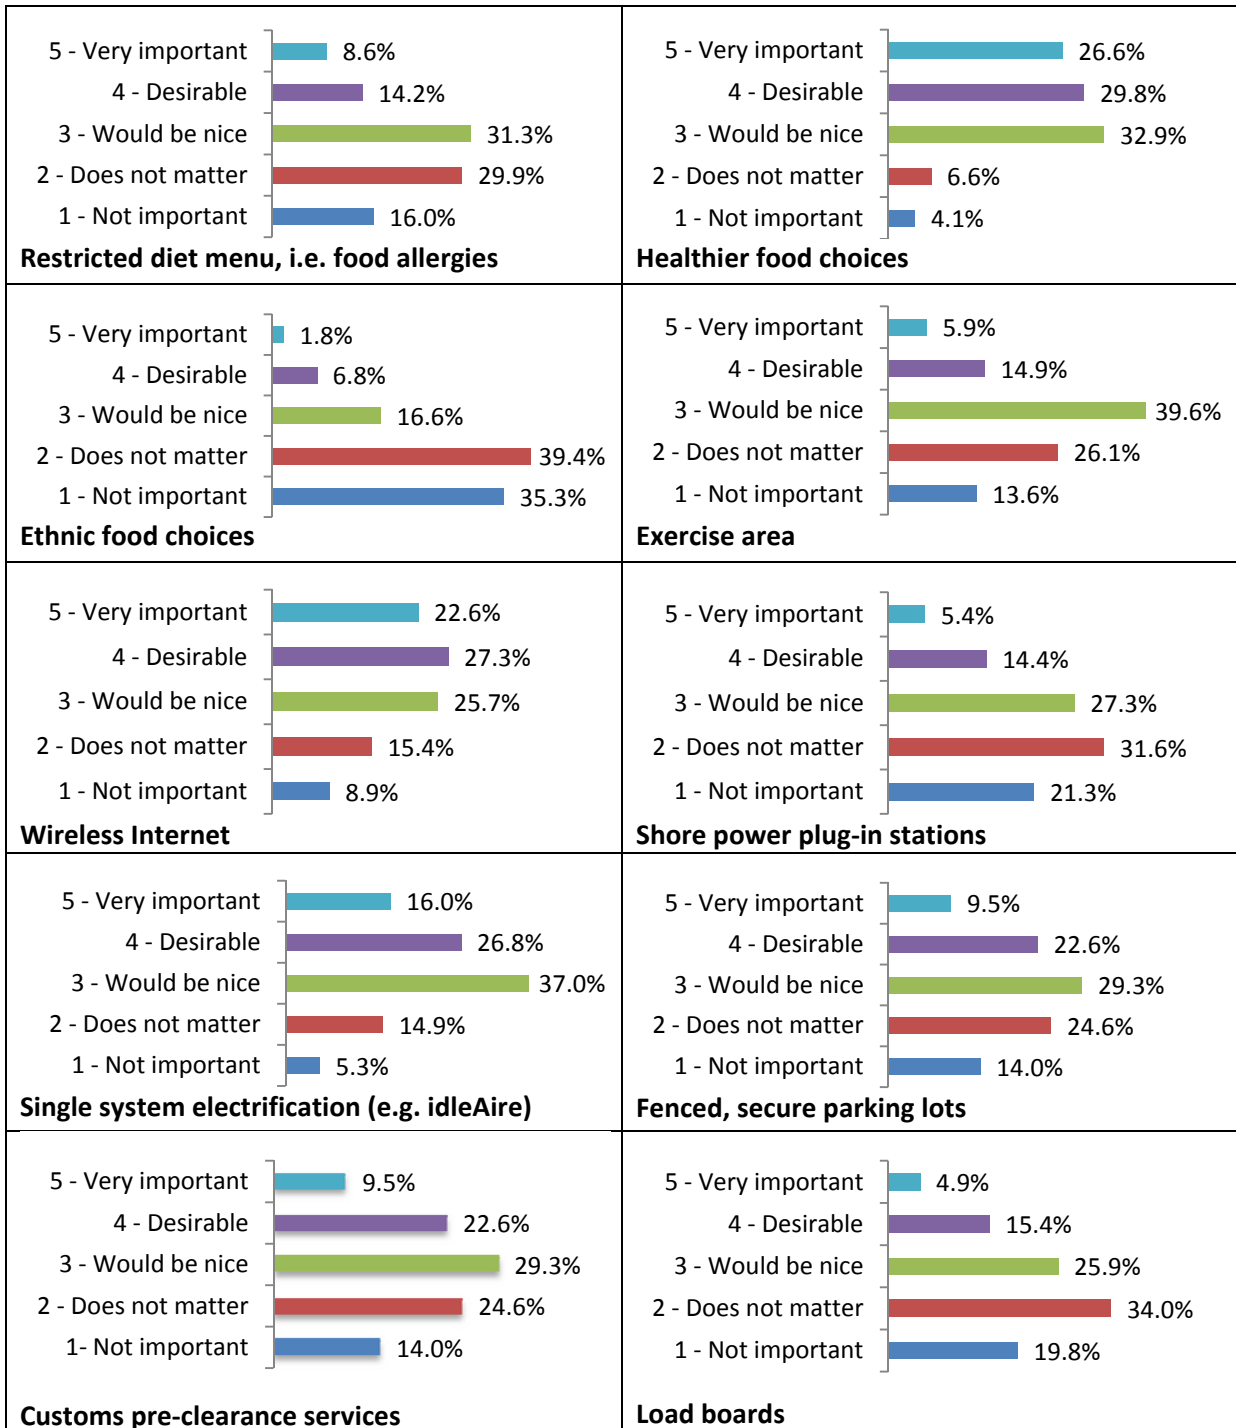 5 - Very important 8.6%
4 - Desirable 14.2%
3 - Would be nice 31.3%
2 - Does not matter 29.9%
1 - Not important 16.0%
Restricted diet menu, i.e. food allergies
5 - Very important 26.6%
4 - Desirable 29.8%
3 - Would be nice 32.9%
2 - Does not matter 6.6%
1 - Not important 4.1%
Healthier food choices
5 - Very important 1.8%
4 - Desirable 6.8%
3 - Would be nice 16.6%
2 - Does not matter 39.4%
1 - Not important 35.3%
Ethnic food choices
5 - Very important 5.9%
4 - Desirable 14.9%
3 - Would be nice 39.6%
2 - Does not matter 26.1%
1 - Not important 13.6%
Exercise area
5 - Very important 22.6%
4 - Desirable 27.3%
3 - Would be nice 25.7%
2 - Does not matter 15.4%
1 - Not important 8.9%
Wireless Internet
5 - Very important 5.4%
4 - Desirable 14.4%
3 - Would be nice 27.3%
2 - Does not matter 31.6%
1 - Not important 21.3%
Shore power plug-in stations
5 - Very important 16.0%
4 - Desirable 26.8%
3 - Would be nice 37.0%
2 - Does not matter 14.9%
1 - Not important 5.3%
Single system electrification (e.g. idleAire)
5 - Very important 9.5%
4 - Desirable 22.6%
3 - Would be nice 29.3%
2 - Does not matter 24.6%
1 - Not important 14.0%
Fenced, secure parking lots
5 - Very important 9.5%
4 - Desirable 22.6%
3 - Would be nice 29.3%
2 - Does not matter 24.6%
1- Not important 14.0%
Customs pre-clearance services
5 - Very important 4.9%
4 - Desirable 15.4%
3 - Would be nice 25.9%
2 - Does not matter 34.0%
1 - Not important 19.8%
Load boards